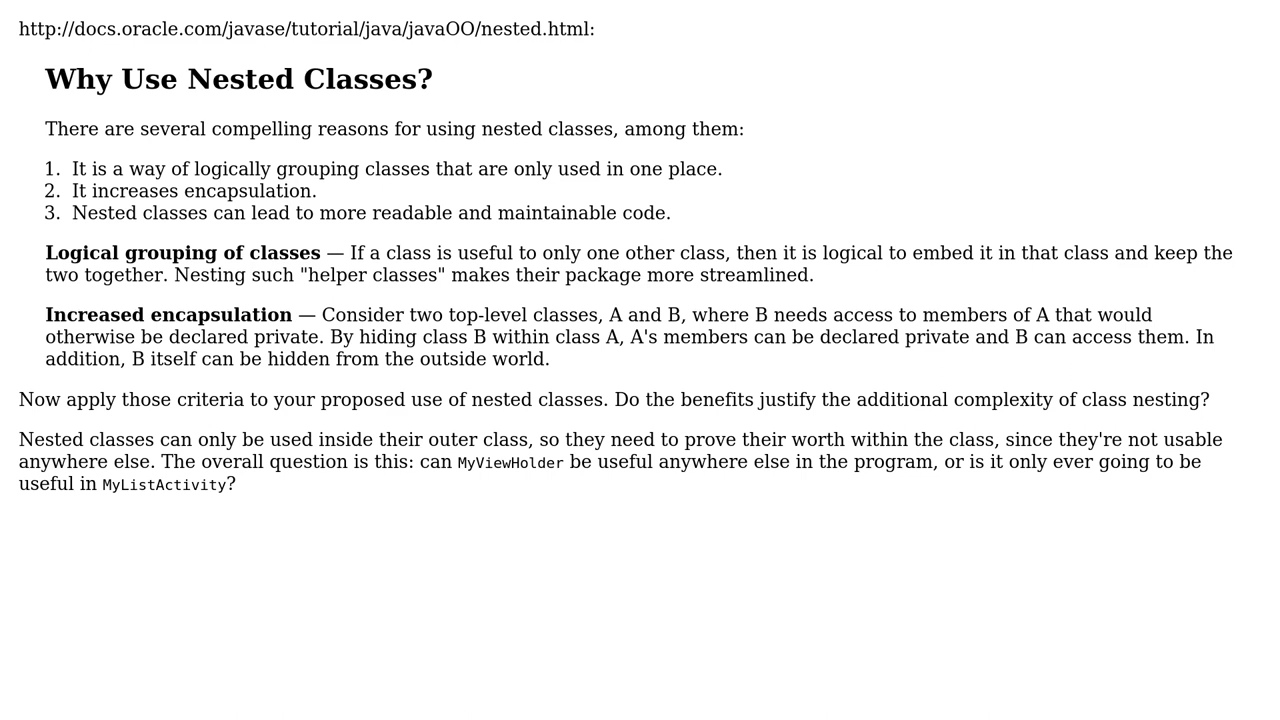 http://docs.oracle.com/javase/tutorial/java/javaOO/nested.html:
Why Use Nested Classes?
There are several compelling reasons for using nested classes, among them:
1. It is a way of logically grouping classes that are only used in one place.
2. It increases encapsulation.
3. Nested classes can lead to more readable and maintainable code.
Logical grouping of classes — If a class is useful to only one other class, then it is logical to embed it in that class and keep the
two together. Nesting such "helper classes" makes their package more streamlined.
Increased encapsulation — Consider two top-level classes, A and B, where B needs access to members of A that would
otherwise be declared private. By hiding class B within class A, A's members can be declared private and B can access them. In
addition, B itself can be hidden from the outside world.
Now apply those criteria to your proposed use of nested classes. Do the benefits justify the additional complexity of class nesting?
Nested classes can only be used inside their outer class, so they need to prove their worth within the class, since they're not usable
anywhere else. The overall question is this: can MyViewHolder be useful anywhere else in the program, or is it only ever going to be
useful in MyListActivity?